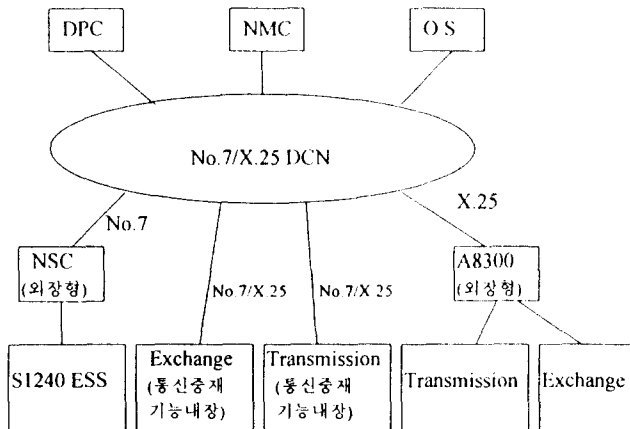 DPC
NMC
O S
No.7/X.25 DCN
No.7
X.25
NSC
(외장형)
No.7/X.25
No.7/X.25
A8300
(외장형)
S1240 ESS
Exchange
(통신중재
기능내장)
Transmission
(통신중재
기능내장)
Transmission
Exchange